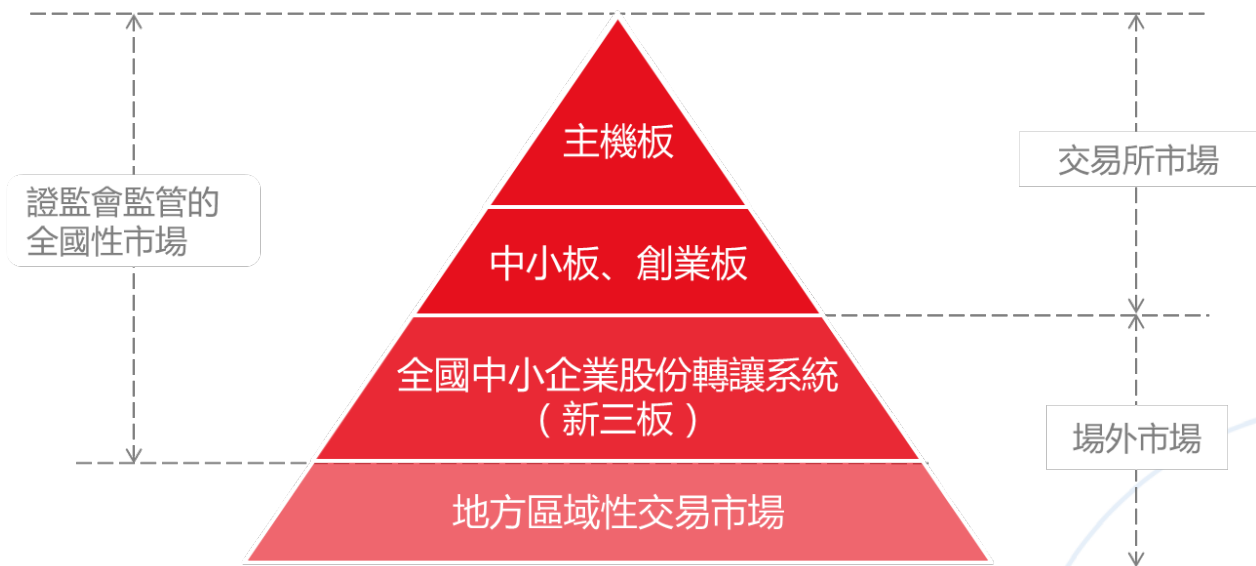 主機板
交易所市場
證監會監管的
全國性市場
中小板、創業板
全國中小企業股份轉讓系統
（新三板）
場外市場
地方區域性交易市場